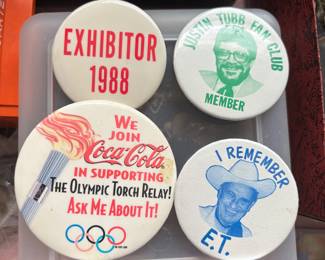 EXHIBITOR
1988
JUSTIN TUBB FAN CLUB
MEMBER
WE
JOIN
Coca-Cola
IN SUPPORTING
THE OLYMPIC TORCH RELAY!
ASK ME ABOUT IT!
I REMEMBER
E.T.